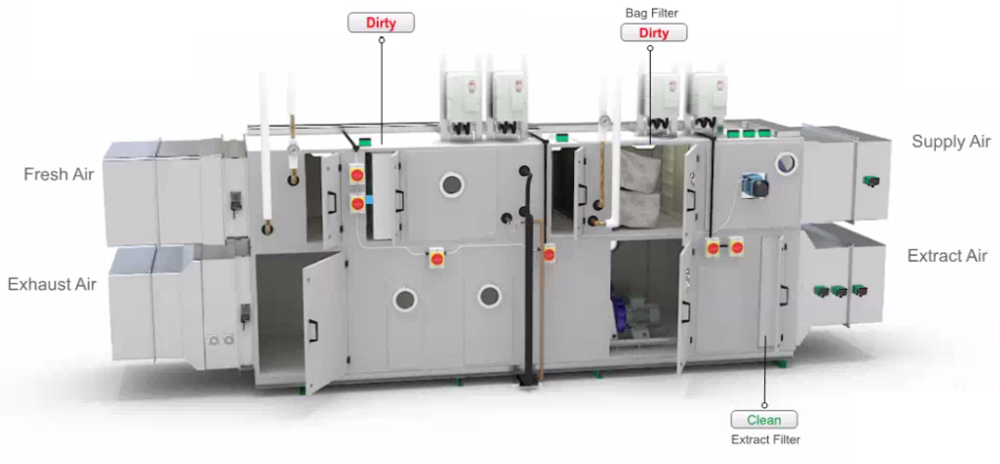 Dirty
Bag Filter
Dirty
Fresh Air
Supply Air
Exhaust Air
Extract Air
Clean
Extract Filter